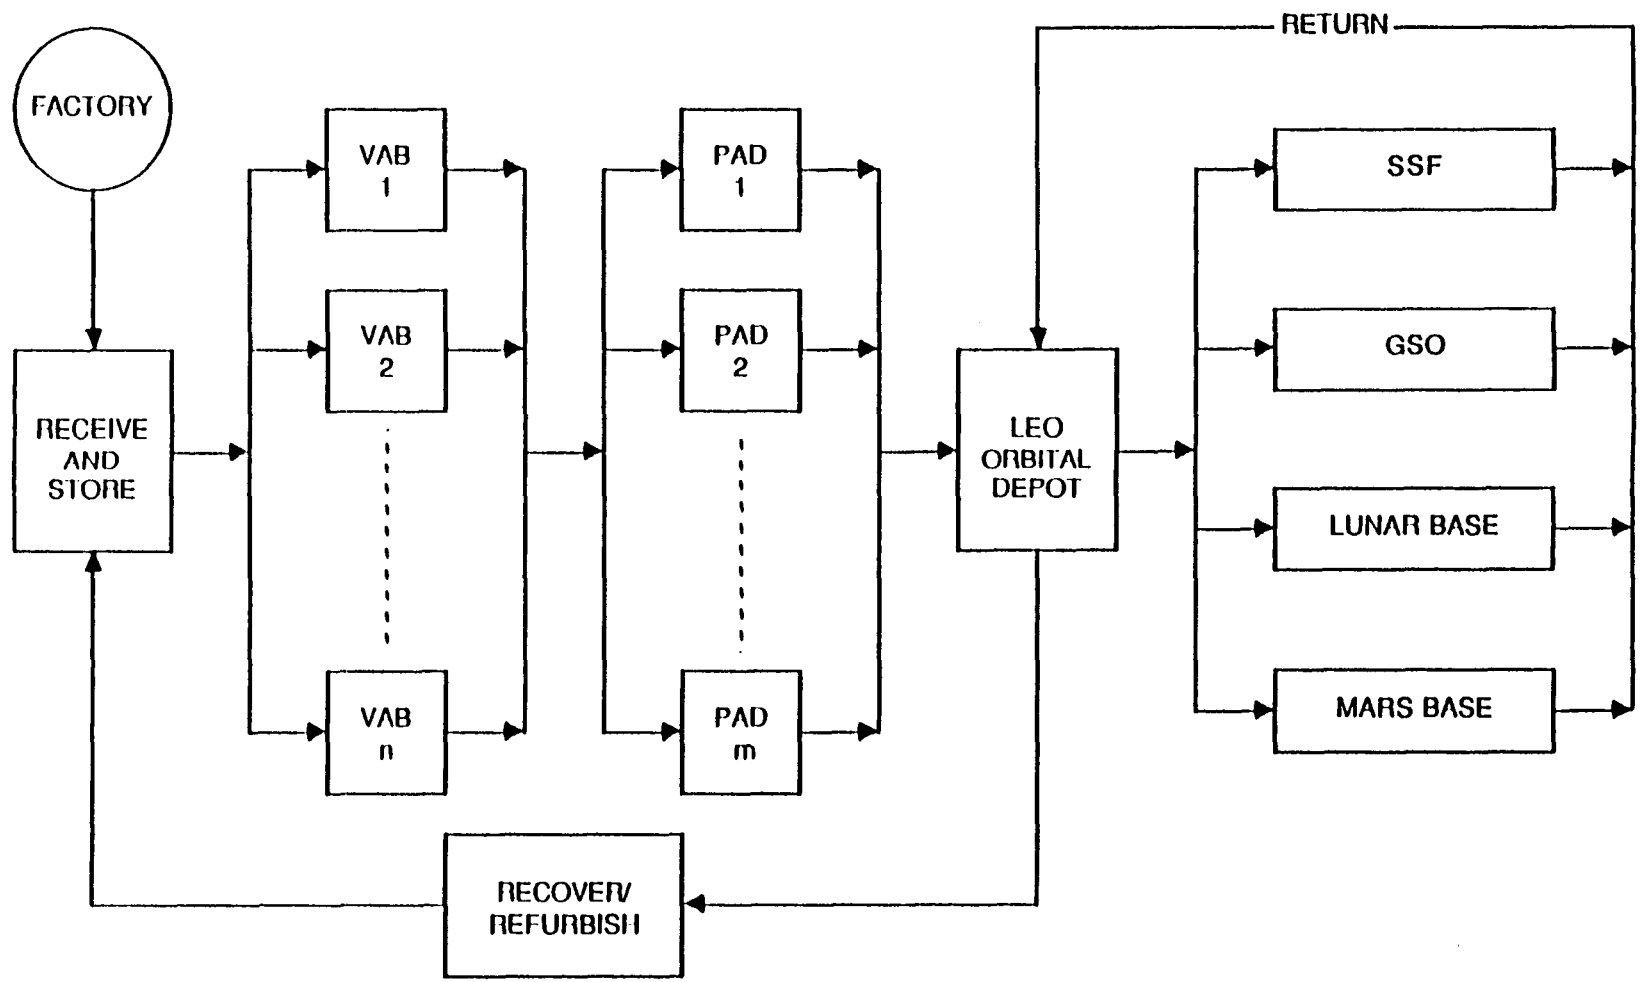 RETURN
FACTORY
VAB
1
PAD
1
SSF
VAB
2
PAD
2
GSO
RECEIVE
AND
STORE
LEO
ORBITAL
DEPOT
LUNAR BASE
VAB
n
PAD
m
MARS BASE
RECOVER/
REFURBISH